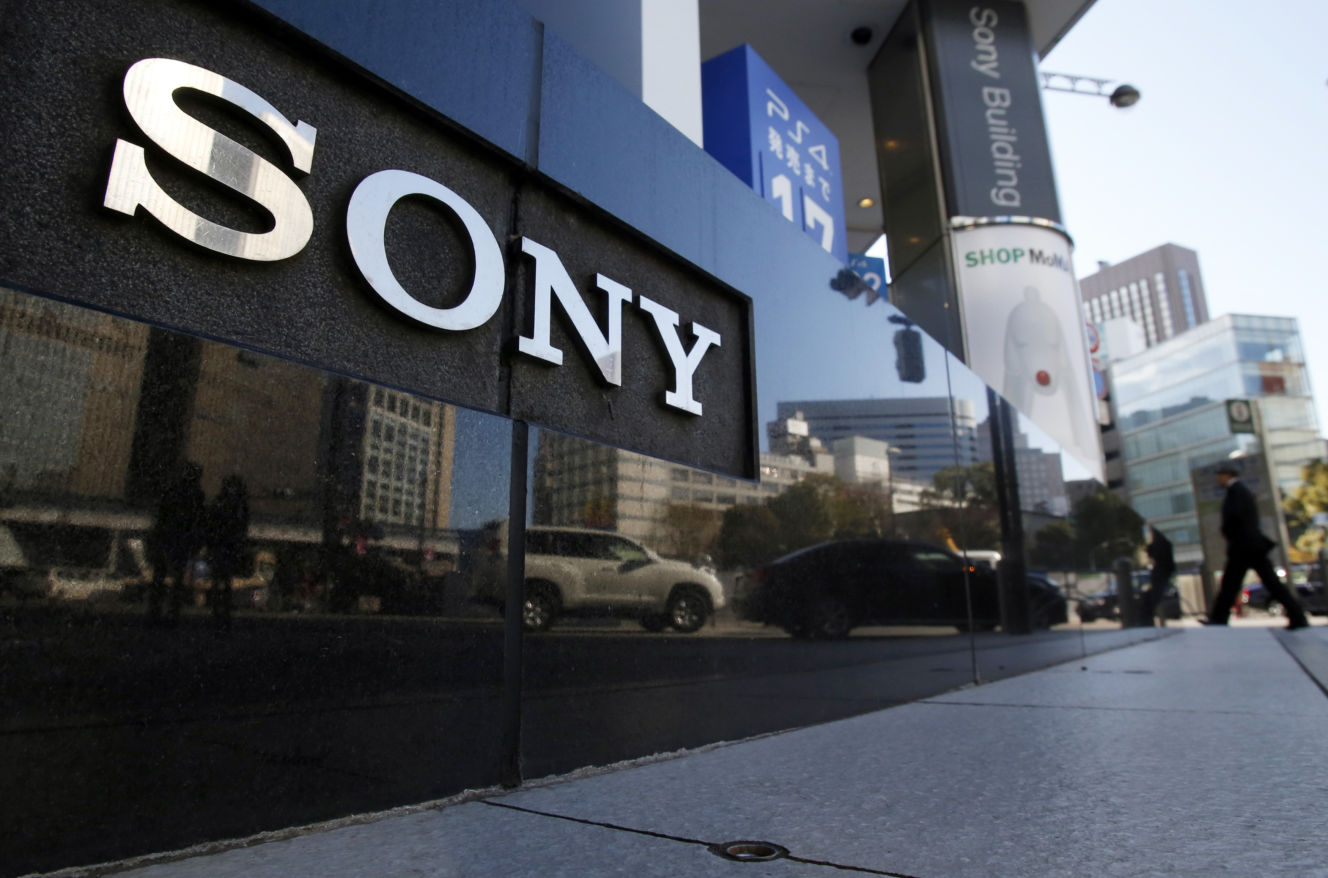 SONY
PS4
発売まで
17
Sony Building
SHOP MoMA